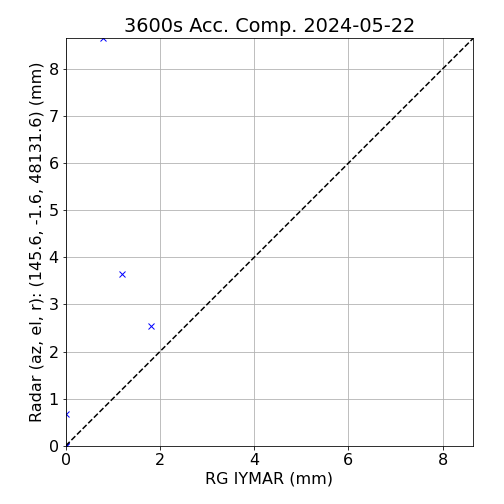 3600s Acc. Comp. 2024-05-22
Radar (az, el, r): (145.6, -1.6, 48131.6) (mm)
8
7
6
5
4
3
2
1
0
0 2 4 6 8
RG IYMAR (mm)